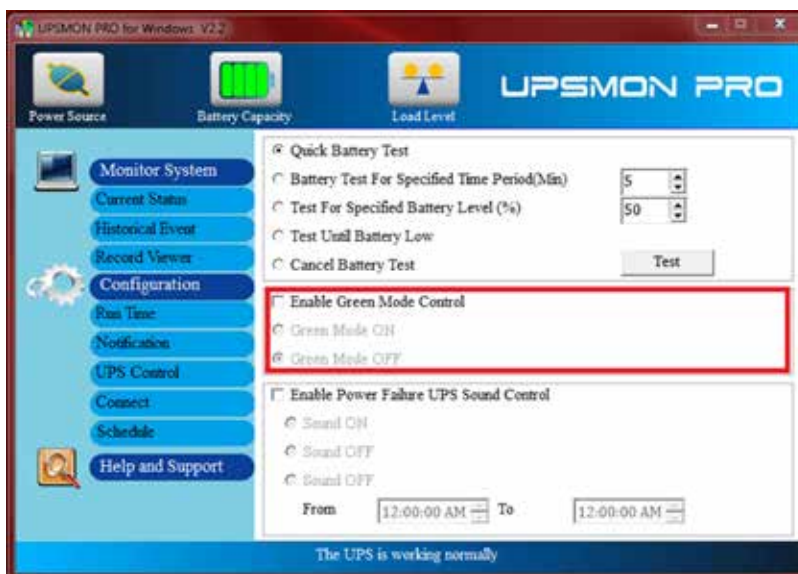 UPSMON PRO for Windows V2.2
Power Source
Battery Capacity
Load Level
UPSMON PRO
Monitor System
Current Status
Historical Event
Record Viewer
Configuration
Run Time
Notification
UPS Control
Connect
Schedule
Help and Support
Quick Battery Test
Battery Test For Specified Time Period(Min) 5
Test For Specified Battery Level (%) 50
Test Until Battery Low
Cancel Battery Test Test
Enable Green Mode Control
Green Mode ON
Green Mode OFF
Enable Power Failure UPS Sound Control
Sound ON
Sound OFF
Sound OFF
From 12:00:00 AM To 12:00:00 AM
The UPS is working normally